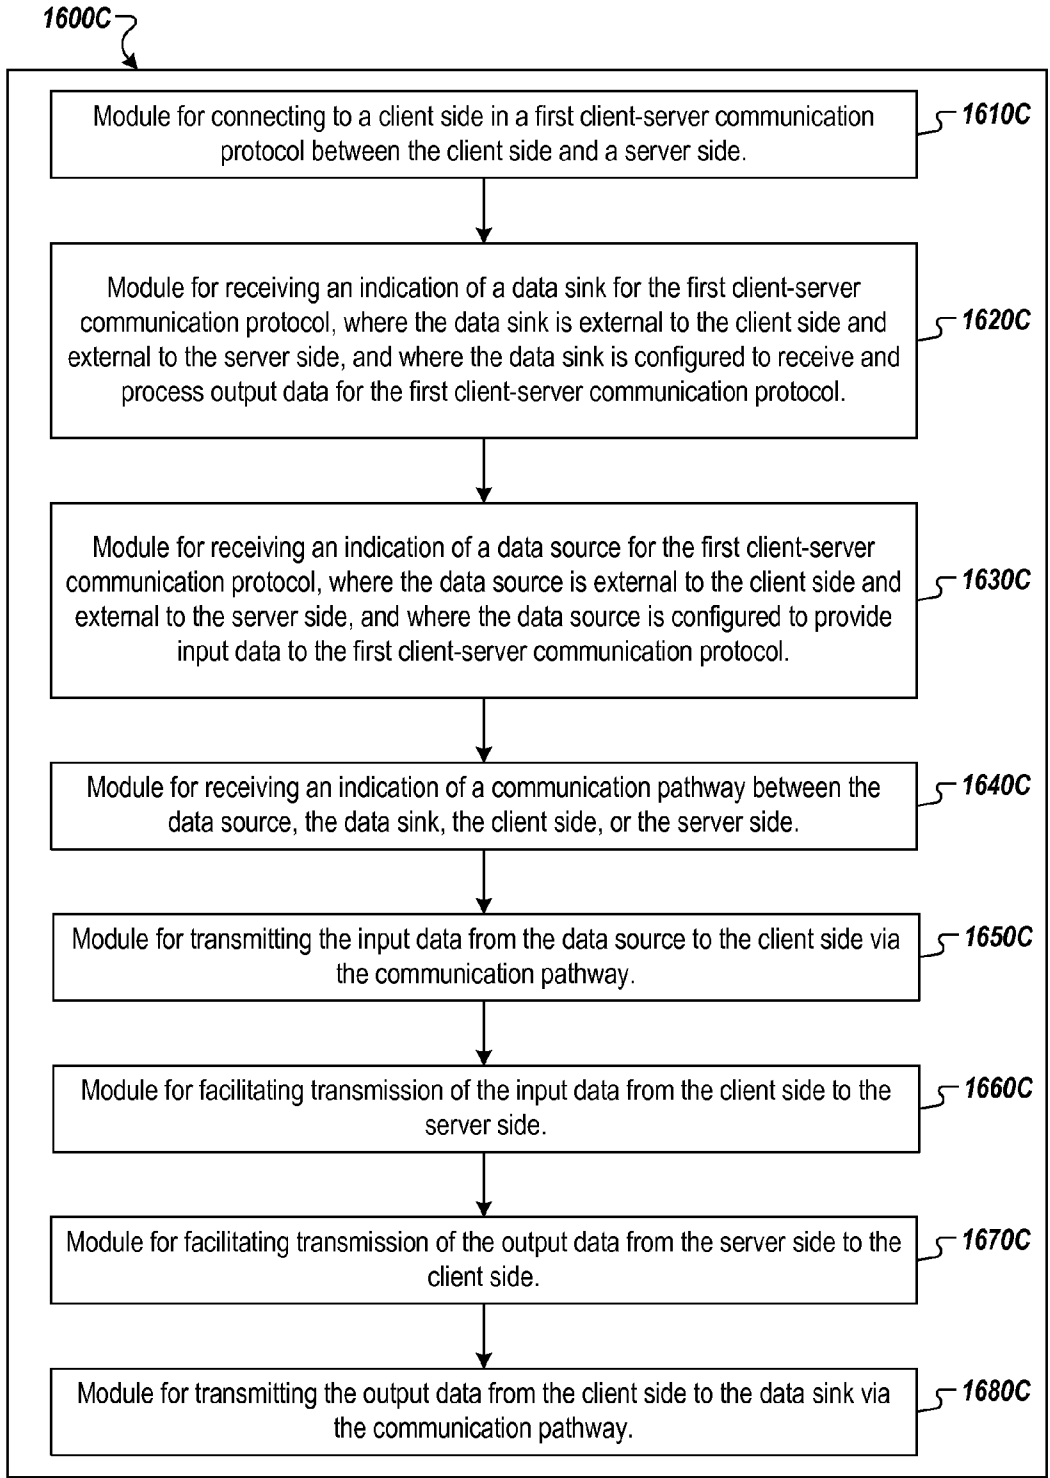 1600C
Module for connecting to a client side in a first client-server communication
protocol between the client side and a server side.
1610C
Module for receiving an indication of a data sink for the first client-server
communication protocol, where the data sink is external to the client side and
external to the server side, and where the data sink is configured to receive and
process output data for the first client-server communication protocol.
1620C
Module for receiving an indication of a data source for the first client-server
communication protocol, where the data source is external to the client side and
external to the server side, and where the data source is configured to provide
input data to the first client-server communication protocol.
1630C
Module for receiving an indication of a communication pathway between the
data source, the data sink, the client side, or the server side.
1640C
Module for transmitting the input data from the data source to the client side via
the communication pathway.
1650C
Module for facilitating transmission of the input data from the client side to the
server side.
1660C
Module for facilitating transmission of the output data from the server side to the
client side.
1670C
Module for transmitting the output data from the client side to the data sink via
the communication pathway.
1680C